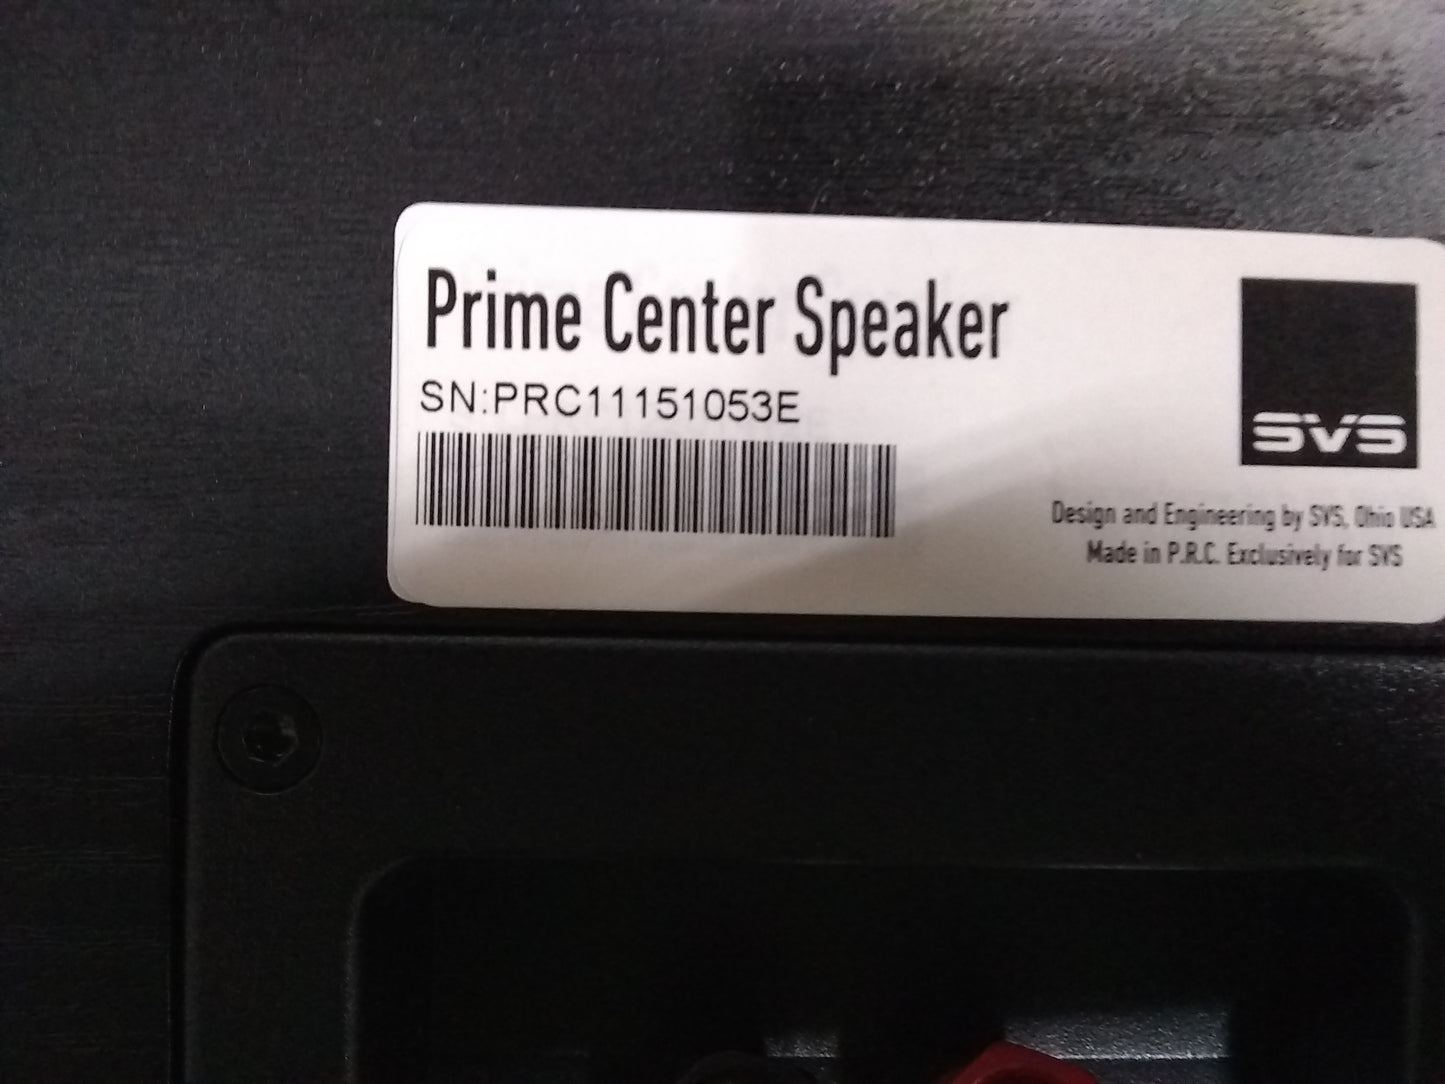 Prime Center Speaker
SN:PRC11151053E
SVS
Design and Engineering by SVS, Ohio USA
Made in P.R.C. Exclusively for SVS